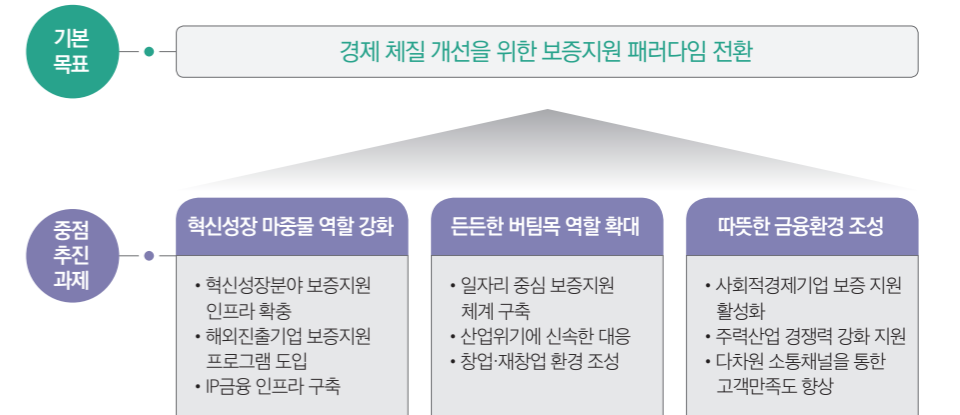 기본
목표
경제 체질 개선을 위한 보증지원 패러다임 전환
중점
추진
과제
혁신성장 마중물 역할 강화
• 혁신성장분야 보증지원
인프라 확충
• 해외진출기업 보증지원
프로그램 도입
• IP금융 인프라 구축
든든한 버팀목 역할 확대
• 일자리 중심 보증지원
체계 구축
• 산업위기에 신속한 대응
• 창업·재창업 환경 조성
따뜻한 금융환경 조성
• 사회적경제기업 보증 지원
활성화
• 주력산업 경쟁력 강화 지원
• 다차원 소통채널을 통한
고객만족도 향상